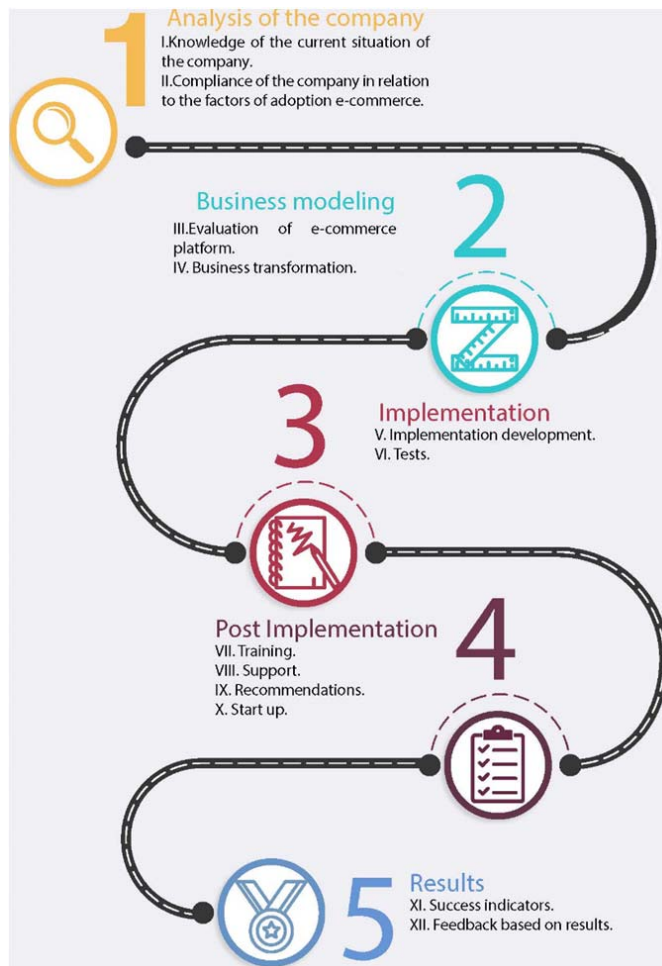 1
Analysis of the company
I.Knowledge of the current situation of
the company.
II.Compliance of the company in relation
to the factors of adoption e-commerce.
2
Business modeling
III.Evaluation of e-commerce
platform.
IV. Business transformation.
3
Implementation
V. Implementation development.
VI. Tests.
4
Post Implementation
VII. Training.
VIII. Support.
IX. Recommendations.
X. Start up.
5
Results
XI. Success indicators.
XII. Feedback based on results.